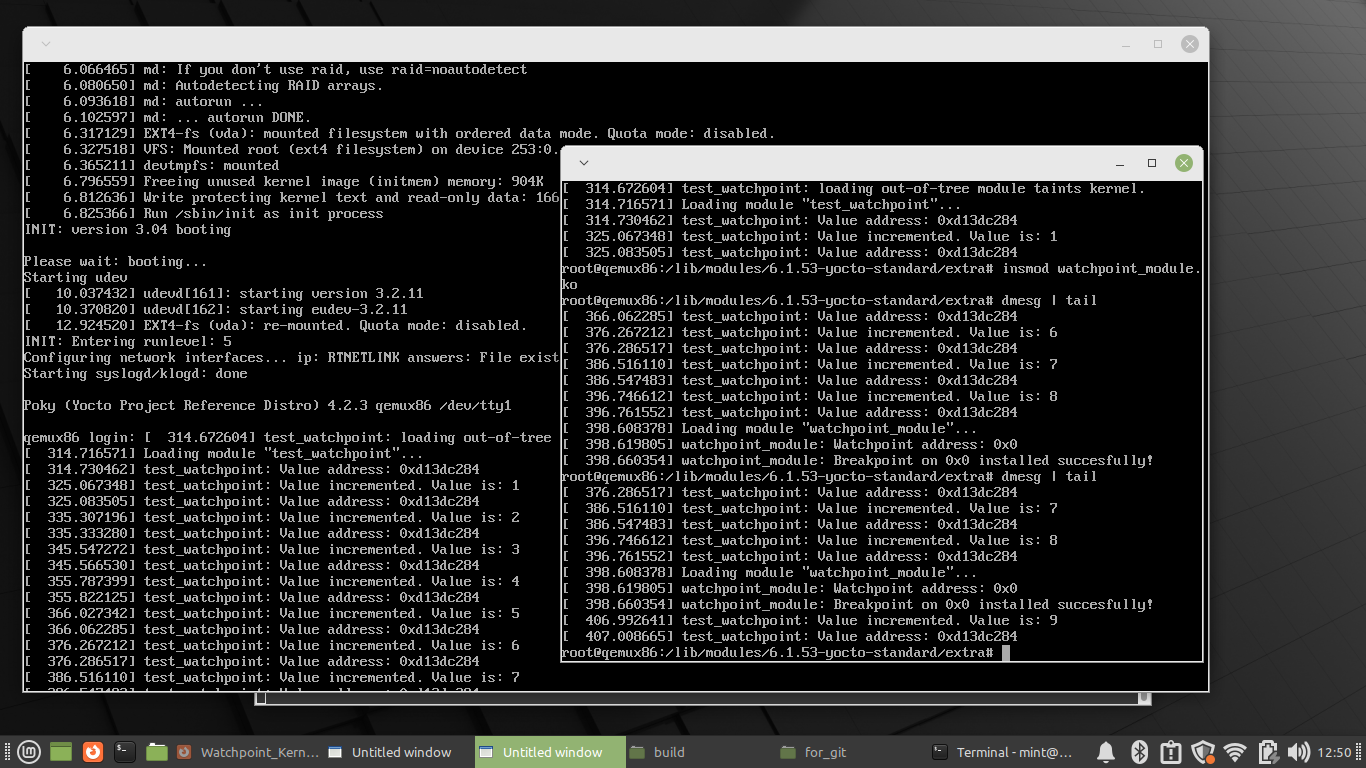 [    6.066465] md: If you don't use raid, use raid=noautodetect
[    6.080650] md: Autodetecting RAID arrays.
[    6.093618] md: autorun ...
[    6.102597] md: ... autorun DONE.
[    6.317129] EXT4-fs (vda): mounted filesystem with ordered data mode. Quota mode: disabled.
[    6.327518] VFS: Mounted root (ext4 filesystem) on device 253:0.
[    6.365211] devtmpfs: mounted
[    6.796559] Freeing unused kernel image (initmem) memory: 904K
[    6.812636] Write protecting kernel text and read-only data: 166
[    6.825366] Run /sbin/init as init process
INIT: version 3.04 booting
Please wait: booting...
Starting udev
[   10.037432] udevd[161]: starting version 3.2.11
[   10.370820] udevd[162]: starting eudev-3.2.11
[   12.924520] EXT4-fs (vda): re-mounted. Quota mode: disabled.
INIT: Entering runlevel: 5
Configuring network interfaces... ip: RTNETLINK answers: File exist
Starting syslogd/klogd: done
Poky (Yocto Project Reference Distro) 4.2.3 qemux86 /dev/tty1
qemux86 login: [  314.672604] test_watchpoint: loading out-of-tree
[  314.716571] Loading module "test_watchpoint"...
[  314.730462] test_watchpoint: Value address: 0xd13dc284
[  325.067348] test_watchpoint: Value incremented. Value is: 1
[  325.083505] test_watchpoint: Value address: 0xd13dc284
[  335.307196] test_watchpoint: Value incremented. Value is: 2
[  335.333280] test_watchpoint: Value address: 0xd13dc284
[  345.547272] test_watchpoint: Value incremented. Value is: 3
[  345.566530] test_watchpoint: Value address: 0xd13dc284
[  355.787399] test_watchpoint: Value incremented. Value is: 4
[  355.822125] test_watchpoint: Value address: 0xd13dc284
[  366.027342] test_watchpoint: Value incremented. Value is: 5
[  366.062285] test_watchpoint: Value address: 0xd13dc284
[  376.267212] test_watchpoint: Value incremented. Value is: 6
[  376.286517] test_watchpoint: Value address: 0xd13dc284
[  386.516110] test_watchpoint: Value incremented. Value is: 7
[  314.672604] test_watchpoint: loading out-of-tree module taints kernel.
[  314.716571] Loading module "test_watchpoint"...
[  314.730462] test_watchpoint: Value address: 0xd13dc284
[  325.067348] test_watchpoint: Value incremented. Value is: 1
[  325.083505] test_watchpoint: Value address: 0xd13dc284
root@qemux86:/lib/modules/6.1.53-yocto-standard/extra# insmod watchpoint_module.
ko
root@qemux86:/lib/modules/6.1.53-yocto-standard/extra# dmesg | tail
[  366.062285] test_watchpoint: Value address: 0xd13dc284
[  376.267212] test_watchpoint: Value incremented. Value is: 6
[  376.286517] test_watchpoint: Value address: 0xd13dc284
[  386.516110] test_watchpoint: Value incremented. Value is: 7
[  386.547483] test_watchpoint: Value address: 0xd13dc284
[  396.746612] test_watchpoint: Value incremented. Value is: 8
[  396.761552] test_watchpoint: Value address: 0xd13dc284
[  398.608378] Loading module "watchpoint_module"...
[  398.619805] watchpoint_module: Watchpoint address: 0x0
[  398.660354] watchpoint_module: Breakpoint on 0x0 installed succesfully!
root@qemux86:/lib/modules/6.1.53-yocto-standard/extra# dmesg | tail
[  376.286517] test_watchpoint: Value address: 0xd13dc284
[  386.516110] test_watchpoint: Value incremented. Value is: 7
[  386.547483] test_watchpoint: Value address: 0xd13dc284
[  396.746612] test_watchpoint: Value incremented. Value is: 8
[  396.761552] test_watchpoint: Value address: 0xd13dc284
[  398.608378] Loading module "watchpoint_module"...
[  398.619805] watchpoint_module: Watchpoint address: 0x0
[  398.660354] watchpoint_module: Breakpoint on 0x0 installed succesfully!
[  406.992641] test_watchpoint: Value incremented. Value is: 9
[  407.008665] test_watchpoint: Value address: 0xd13dc284
root@qemux86:/lib/modules/6.1.53-yocto-standard/extra#
Watchpoint_Kern... Untitled window Untitled window build for_git Terminal - mint@... 12:50